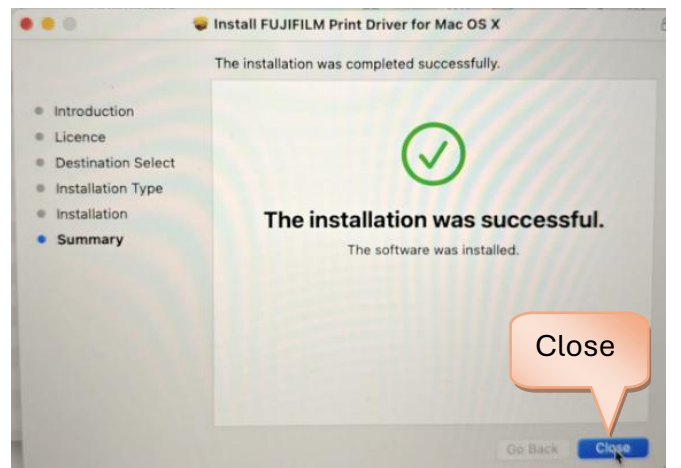 Install FUJIFILM Print Driver for Mac OS X
The installation was completed successfully.
Introduction
Licence
Destination Select
Installation Type
Installation
Summary
The installation was successful.
The software was installed.
Close
Go Back
Close